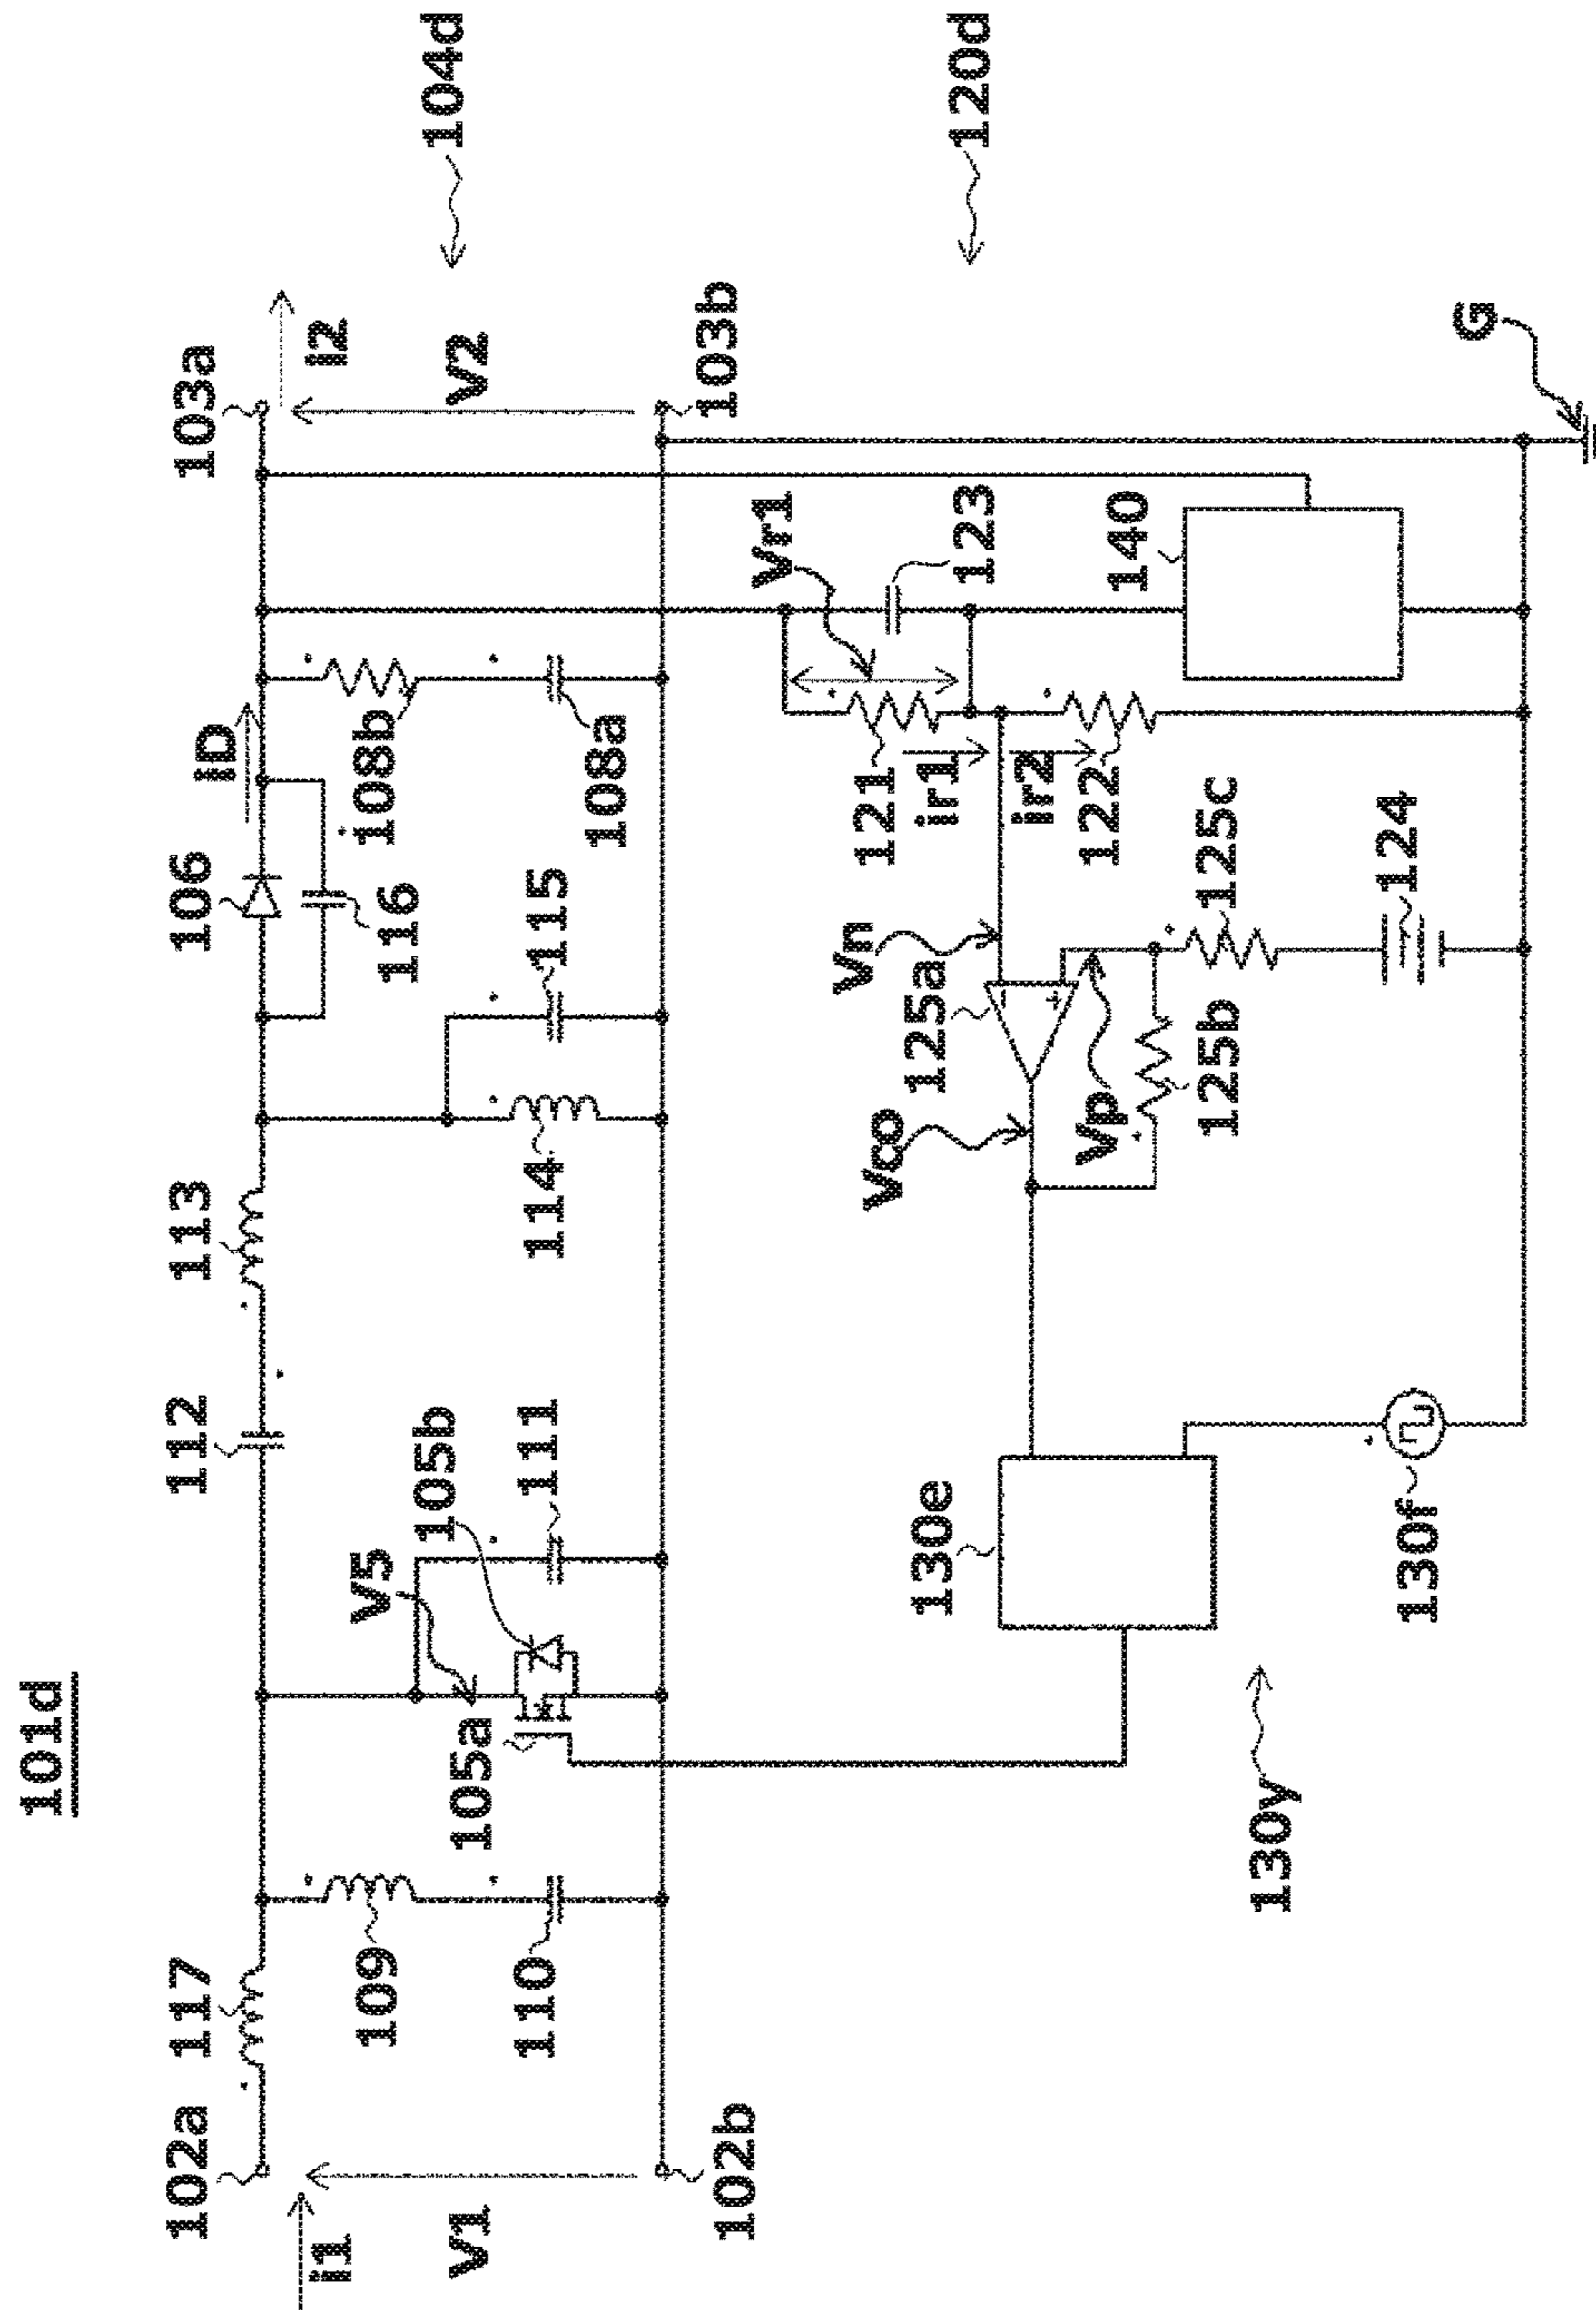 101d
104d
120d
102a
117
112
113
106
iD
103a
i1
i2
V1
V2
109
110
V5
105a
105b
111
114
115
116
108b
108a
102b
103b
Vr1
123
121
ir1
ir2
122
140
Vn
125a
Vco
Vp
125b
125c
124
130e
130f
130y
G
−
+